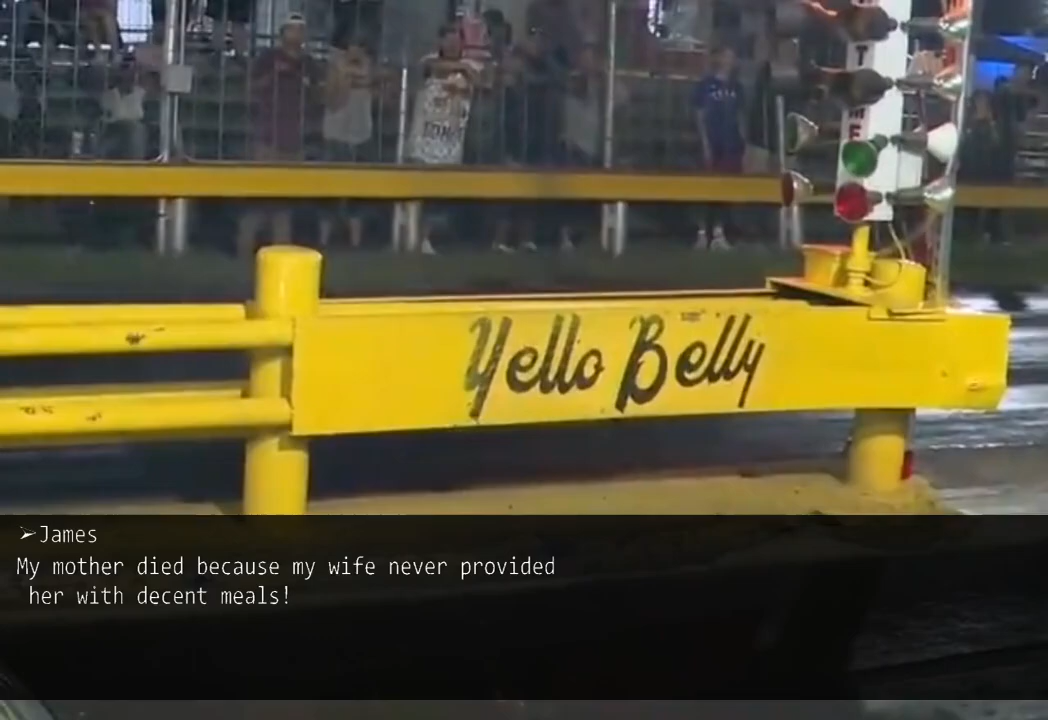 Yello Belly
➢James
My mother died because my wife never provided
her with decent meals!